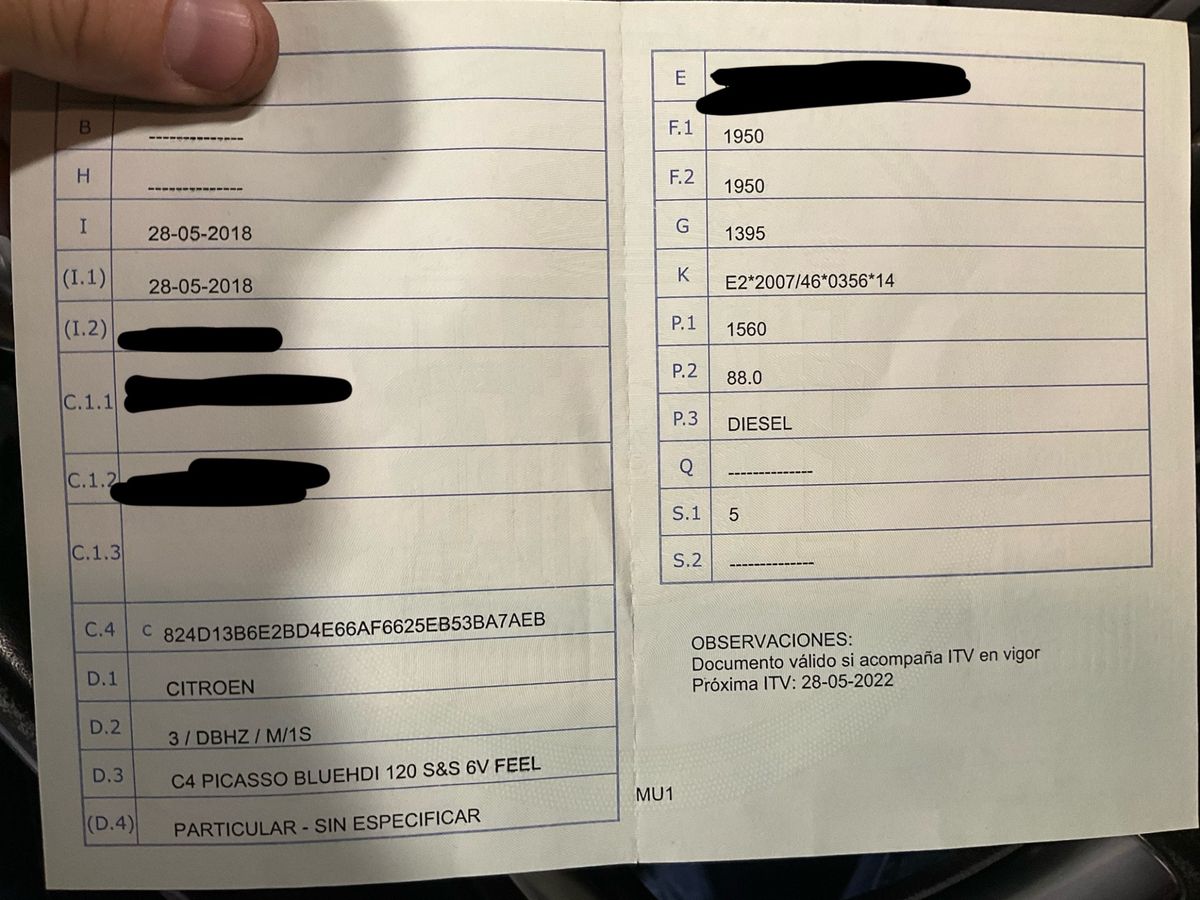 B --------------
H --------------
I 28-05-2018
(I.1) 28-05-2018
(I.2)
C.1.1
C.1.2
C.1.3
C.4 C 824D13B6E2BD4E66AF6625EB53BA7AEB
D.1 CITROEN
D.2 3 / DBHZ / M/1S
D.3 C4 PICASSO BLUEHDI 120 S&S 6V FEEL
(D.4) PARTICULAR - SIN ESPECIFICAR
E
F.1 1950
F.2 1950
G 1395
K E2*2007/46*0356*14
P.1 1560
P.2 88.0
P.3 DIESEL
Q --------------
S.1 5
S.2 --------------
OBSERVACIONES:
Documento válido si acompaña ITV en vigor
Próxima ITV: 28-05-2022
MU1